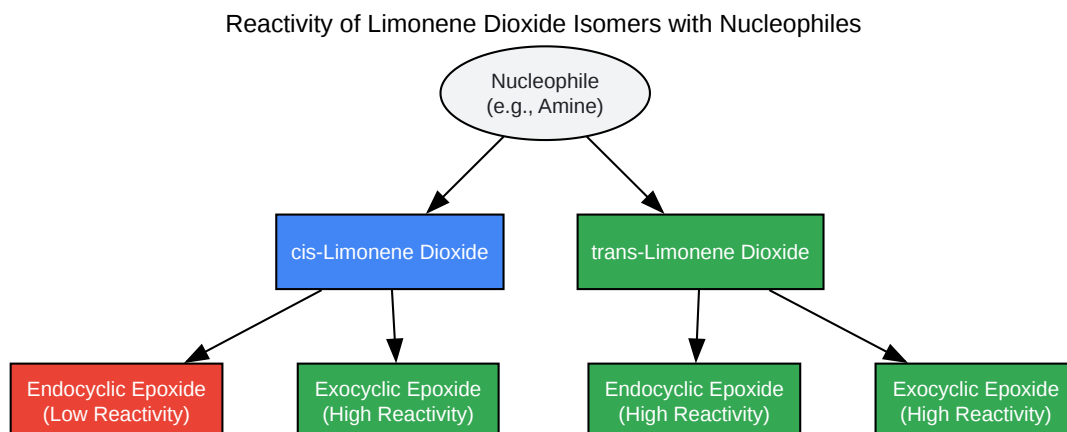 Reactivity of Limonene Dioxide Isomers with Nucleophiles
Nucleophile
(e.g., Amine)
cis-Limonene Dioxide
trans-Limonene Dioxide
Endocyclic Epoxide
(Low Reactivity)
Exocyclic Epoxide
(High Reactivity)
Endocyclic Epoxide
(High Reactivity)
Exocyclic Epoxide
(High Reactivity)